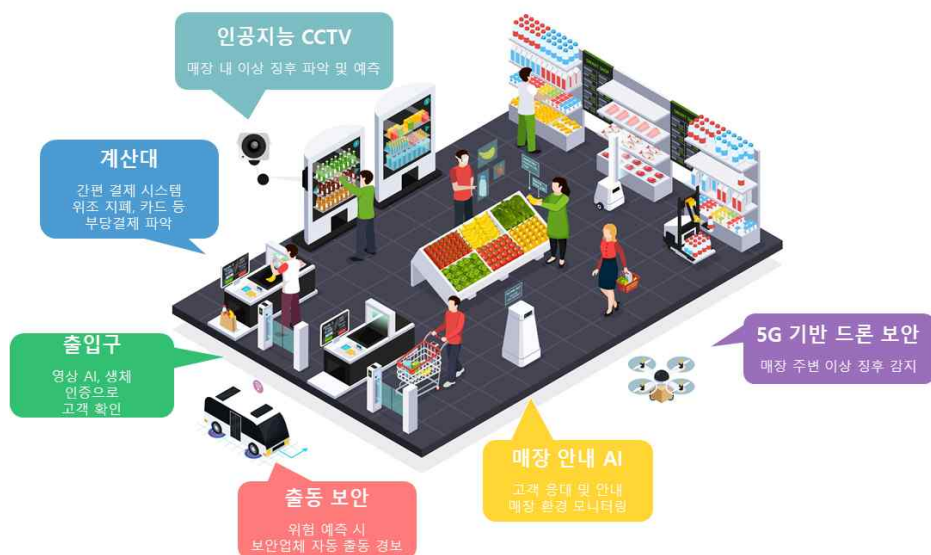 인공지능 CCTV
매장 내 이상 징후 파악 및 예측
계산대
간편 결제 시스템
위조 지폐, 카드 등
부당결제 파악
출입구
영상 AI, 생체
인증으로
고객 확인
5G 기반 드론 보안
매장 주변 이상 징후 감지
매장 안내 AI
고객 응대 및 안내
매장 환경 모니터링
출동 보안
위험 예측 시
보안업체 자동 출동 경보